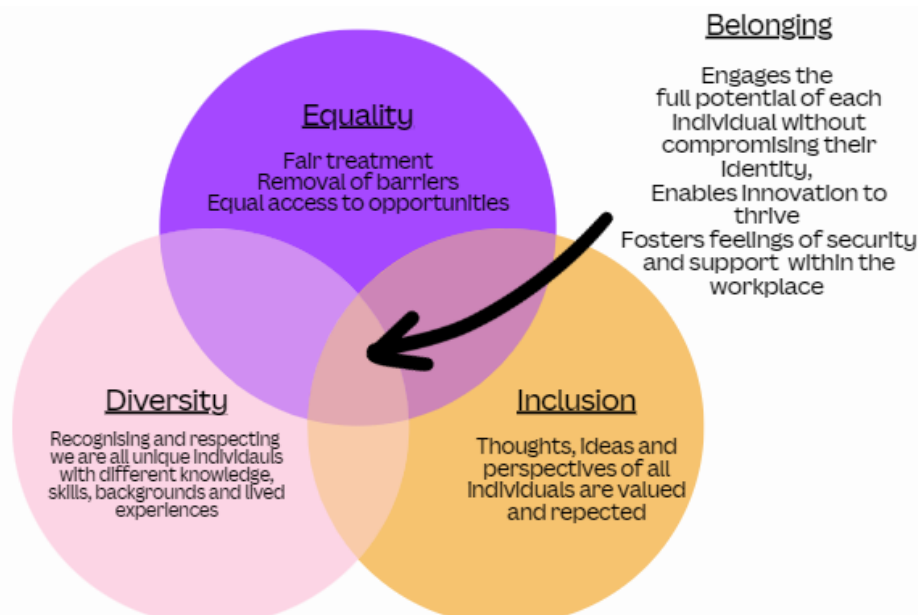 Belonging
Engages the
full potential of each
individual without
compromising their
identity,
Enables innovation to
thrive
Fosters feelings of security
and support within the
workplace
Equality
Fair treatment
Removal of barriers
Equal access to opportunities
Diversity
Recognising and respecting
we are all unique individauls
with different knowledge,
skills, backgrounds and lived
experiences
Inclusion
Thoughts, ideas and
perspectives of all
individuals are valued
and repected